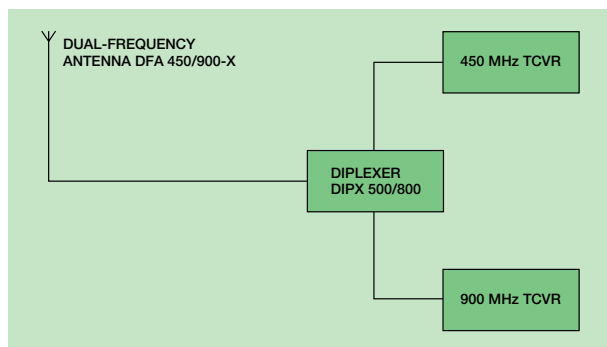 DUAL-FREQUENCY
ANTENNA DFA 450/900-X
450 MHz TCVR
DIPLEXER
DIPX 500/800
900 MHz TCVR